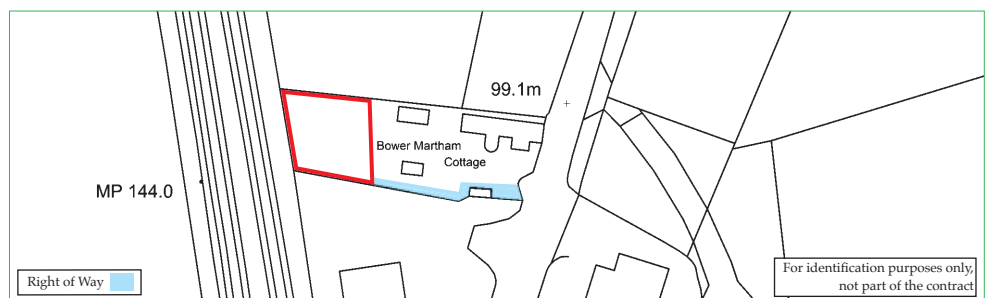 99.1m
Bower Martham
Cottage
MP 144.0
Right of Way
For identification purposes only,
not part of the contract